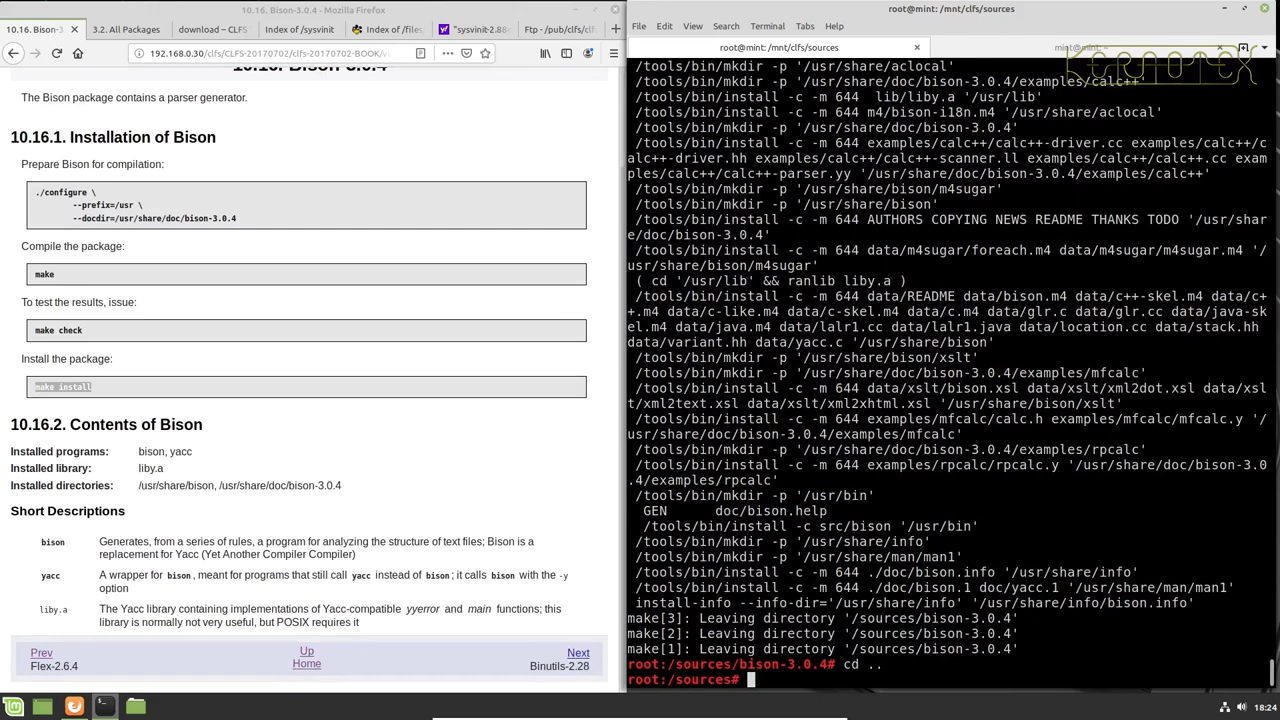 10.16. Bison-3.0.4 - Mozilla Firefox
10.16. Bison-3
3.2. All Packages
download – CLFS
Index of /sysvinit
Index of /files
"sysvinit-2.88
Ftp - /pub/clfs/c
192.168.0.30/clfs/CLFS-20170702/clfs-20170702-BOOK/v
10.16. Bison-3.0.4
The Bison package contains a parser generator.
10.16.1. Installation of Bison
Prepare Bison for compilation:
./configure \
--prefix=/usr \
--docdir=/usr/share/doc/bison-3.0.4
Compile the package:
make
To test the results, issue:
make check
Install the package:
make install
10.16.2. Contents of Bison
Installed programs: bison, yacc
Installed library: liby.a
Installed directories: /usr/share/bison, /usr/share/doc/bison-3.0.4
Short Descriptions
bison Generates, from a series of rules, a program for analyzing the structure of text files; Bison is a
replacement for Yacc (Yet Another Compiler Compiler)
yacc A wrapper for bison, meant for programs that still call yacc instead of bison; it calls bison with the -y
option
liby.a The Yacc library containing implementations of Yacc-compatible yyerror and main functions; this
library is normally not very useful, but POSIX requires it
Prev Up Next
Flex-2.6.4 Home Binutils-2.28
root@mint: /mnt/clfs/sources
File Edit View Search Terminal Tabs Help
root@mint: /mnt/clfs/sources
root@mint: ~
KERNOTEX
/tools/bin/mkdir -p '/usr/share/aclocal'
/tools/bin/mkdir -p '/usr/share/doc/bison-3.0.4/examples/calc++'
/tools/bin/install -c -m 644  lib/liby.a '/usr/lib'
/tools/bin/install -c -m 644 m4/bison-i18n.m4 '/usr/share/aclocal'
/tools/bin/mkdir -p '/usr/share/doc/bison-3.0.4'
/tools/bin/install -c -m 644 examples/calc++/calc++-driver.cc examples/calc++/c
alc++-driver.hh examples/calc++/calc++-scanner.ll examples/calc++/calc++.cc exam
ples/calc++/calc++-parser.yy '/usr/share/doc/bison-3.0.4/examples/calc++'
/tools/bin/mkdir -p '/usr/share/bison/m4sugar'
/tools/bin/mkdir -p '/usr/share/bison'
/tools/bin/install -c -m 644 AUTHORS COPYING NEWS README THANKS TODO '/usr/shar
e/doc/bison-3.0.4'
/tools/bin/install -c -m 644 data/m4sugar/foreach.m4 data/m4sugar/m4sugar.m4 '/
usr/share/bison/m4sugar'
( cd '/usr/lib' && ranlib liby.a )
/tools/bin/install -c -m 644 data/README data/bison.m4 data/c++-skel.m4 data/c+
+.m4 data/c-like.m4 data/c-skel.m4 data/c.m4 data/glr.c data/glr.cc data/java-sk
el.m4 data/java.m4 data/lalr1.cc data/lalr1.java data/location.cc data/stack.hh
data/variant.hh data/yacc.c '/usr/share/bison'
/tools/bin/mkdir -p '/usr/share/bison/xslt'
/tools/bin/mkdir -p '/usr/share/doc/bison-3.0.4/examples/mfcalc'
/tools/bin/install -c -m 644 data/xslt/bison.xsl data/xslt/xml2dot.xsl data/xsl
t/xml2text.xsl data/xslt/xml2xhtml.xsl '/usr/share/bison/xslt'
/tools/bin/install -c -m 644 examples/mfcalc/calc.h examples/mfcalc/mfcalc.y '/
usr/share/doc/bison-3.0.4/examples/mfcalc'
/tools/bin/mkdir -p '/usr/share/doc/bison-3.0.4/examples/rpcalc'
/tools/bin/install -c -m 644 examples/rpcalc/rpcalc.y '/usr/share/doc/bison-3.0
.4/examples/rpcalc'
/tools/bin/mkdir -p '/usr/bin'
GEN      doc/bison.help
/tools/bin/install -c src/bison '/usr/bin'
/tools/bin/mkdir -p '/usr/share/info'
/tools/bin/mkdir -p '/usr/share/man/man1'
/tools/bin/install -c -m 644 ./doc/bison.info '/usr/share/info'
/tools/bin/install -c -m 644 ./doc/bison.1 doc/yacc.1 '/usr/share/man/man1'
install-info --info-dir='/usr/share/info' '/usr/share/info/bison.info'
make[3]: Leaving directory '/sources/bison-3.0.4'
make[2]: Leaving directory '/sources/bison-3.0.4'
make[1]: Leaving directory '/sources/bison-3.0.4'
root:/sources/bison-3.0.4# cd ..
root:/sources#
18:24